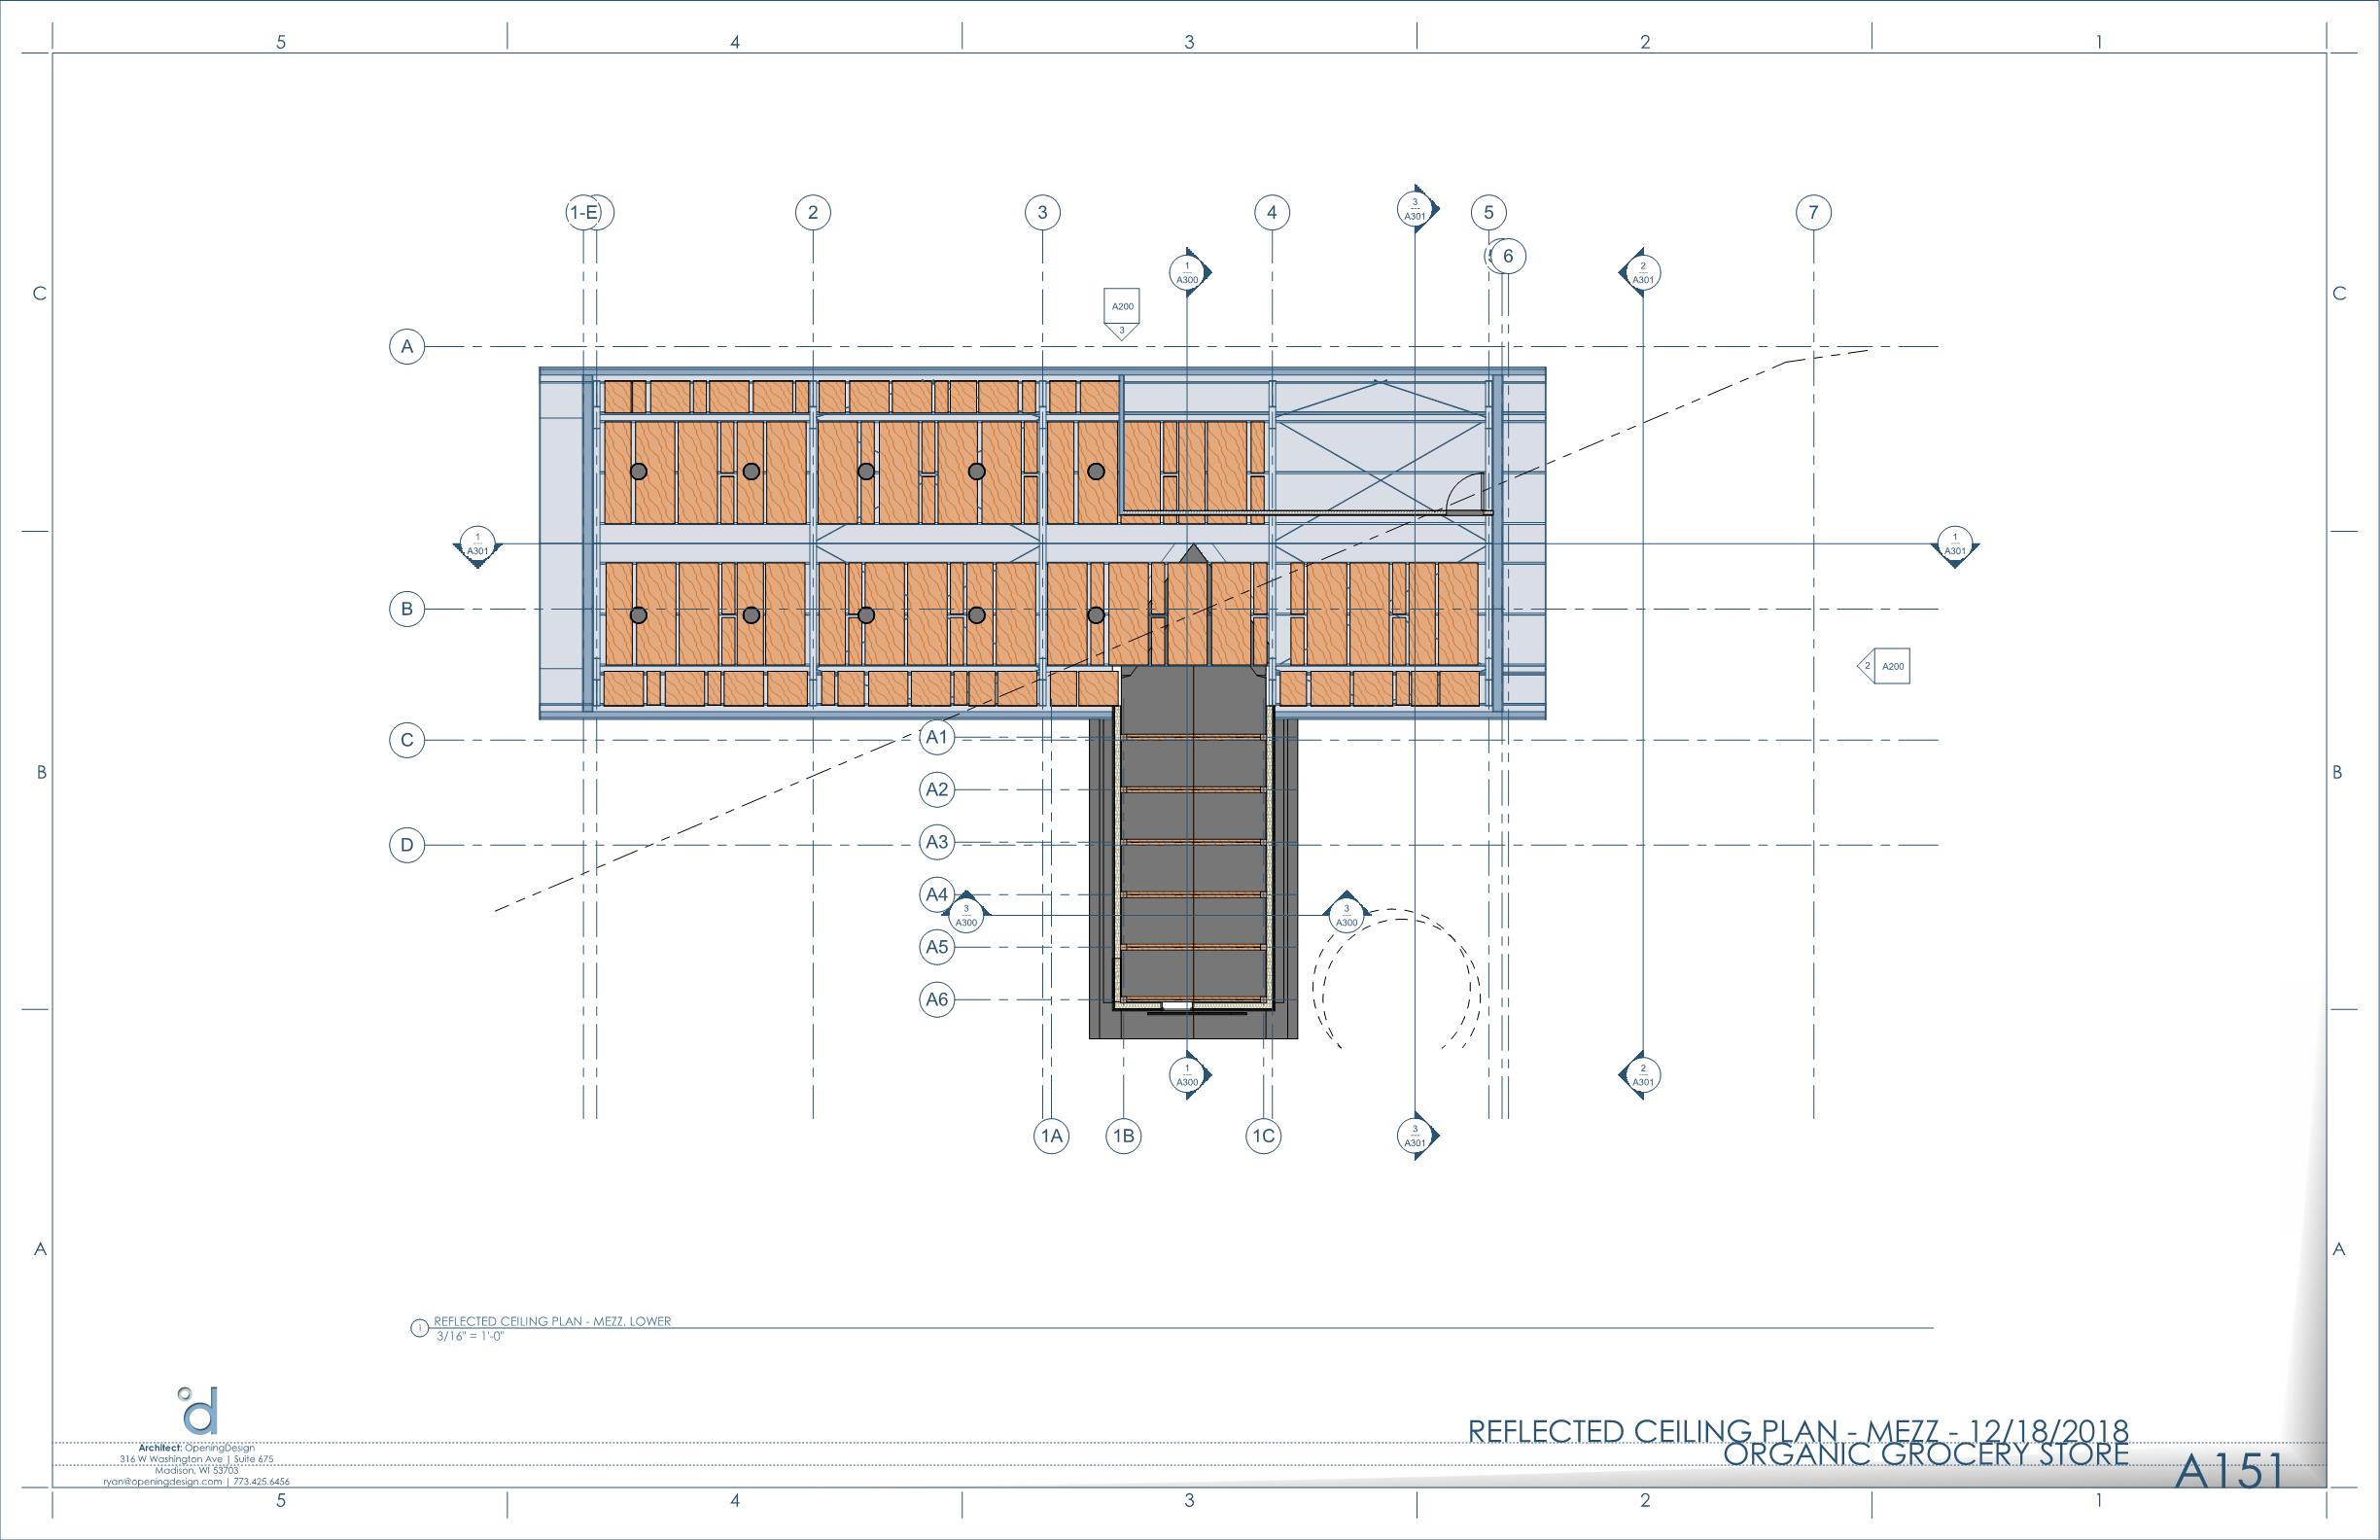 5 4 3 2 1
1-E 2 3 4 5 7
3
A301
6
1
A300
2
A301
C C
A200
3
A
1
A301
1
A301
B
2 A200
C
A1
B B
A2
D
A3
A4
3
A300
3
A300
A5
A6
1
A300
2
A301
1A 1B 1C
3
A301
A A
1 REFLECTED CEILING PLAN - MEZZ. LOWER
3/16" = 1'-0"
d
Architect: OpeningDesign
316 W Washington Ave | Suite 675
Madison, WI 53703
ryan@openingdesign.com | 773.425.6456
REFLECTED CEILING PLAN - MEZZ - 12/18/2018
ORGANIC GROCERY STORE
A151
5 4 3 2 1